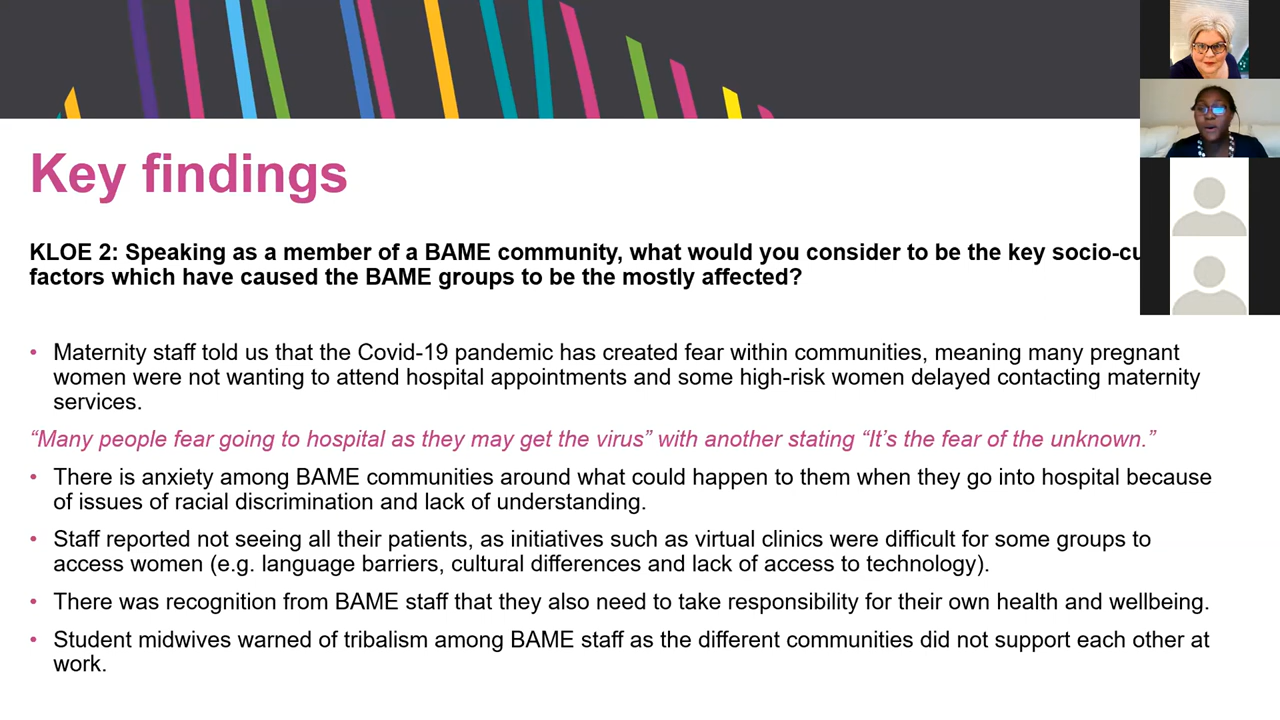 Key findings
KLOE 2: Speaking as a member of a BAME community, what would you consider to be the key
factors which have caused the BAME groups to be the mostly affected?
• Maternity staff told us that the Covid-19 pandemic has created fear within communities, meaning many pregnant
women were not wanting to attend hospital appointments and some high-risk women delayed contacting maternity
services.
“Many people fear going to hospital as they may get the virus” with another stating “It’s the fear of the unknown.”
• There is anxiety among BAME communities around what could happen to them when they go into hospital because
of issues of racial discrimination and lack of understanding.
• Staff reported not seeing all their patients, as initiatives such as virtual clinics were difficult for some groups to
access women (e.g. language barriers, cultural differences and lack of access to technology).
• There was recognition from BAME staff that they also need to take responsibility for their own health and wellbeing.
• Student midwives warned of tribalism among BAME staff as the different communities did not support each other at
work.